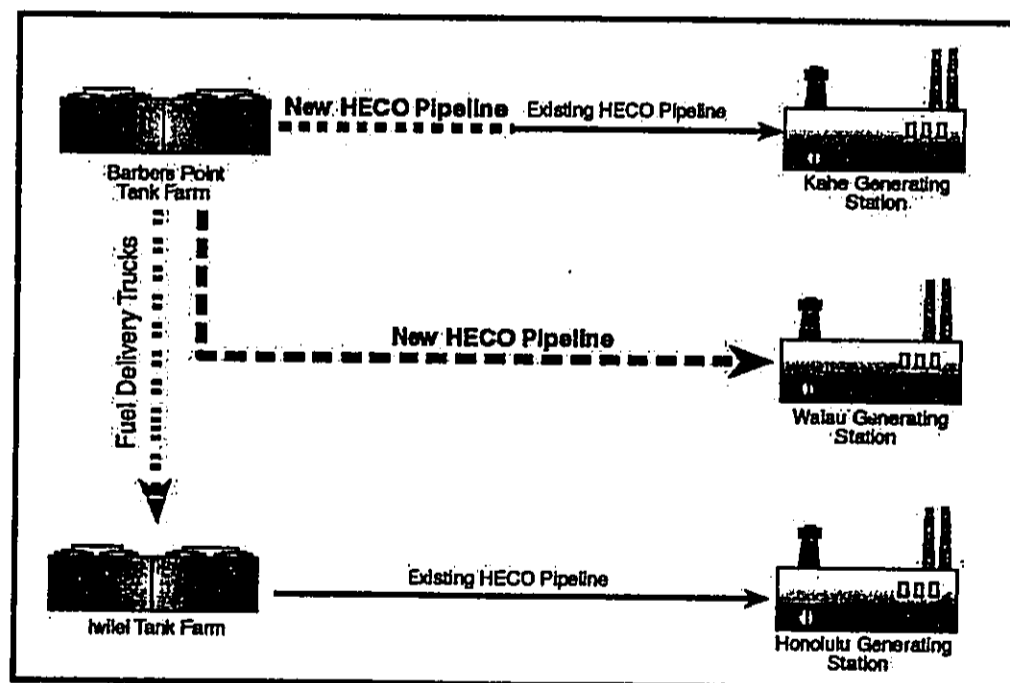 New HECO Pipeline
Existing HECO Pipeline
Barbers Point
Tank Farm
Kahe Generating
Station
Fuel Delivery Trucks
New HECO Pipeline
Waiau Generating
Station
Existing HECO Pipeline
Iwilei Tank Farm
Honolulu Generating
Station